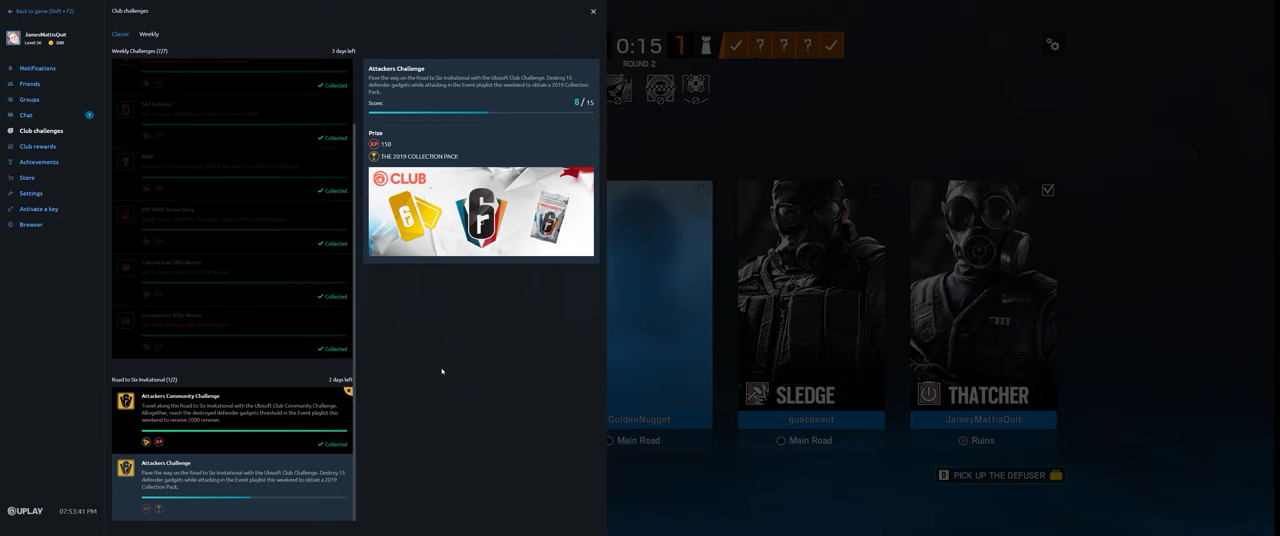 Back to game (Shift + F2)
JamesMattisQuit
Level 36 200
Notifications
Friends
Groups
Chat
1
Club challenges
Club rewards
Achievements
Store
Settings
Activate a key
Browser
UPLAY 07:53:41 PM
Club challenges
Classic Weekly
Weekly Challenges (7/7) 3 days left
Collected
Collected
MVP
Collected
Collected
Competitive SMG Master
Collected
Competitive Rifle Master
Collected
Road to Six Invitational (1/2) 2 days left
Attackers Community Challenge
Travel along the Road to Six Invitational with the Ubisoft Club Community Challenge.
Altogether, reach the destroyed defender gadgets threshold in the Event playlist this
weekend to receive 2000 renown.
XP
Collected
Attackers Challenge
Pave the way on the Road to Six Invitational with the Ubisoft Club Challenge. Destroy 15
defender gadgets while attacking in the Event playlist this weekend to obtain a 2019
Collection Pack.
XP
Attackers Challenge
Pave the way on the Road to Six Invitational with the Ubisoft Club Challenge. Destroy 15
defender gadgets while attacking in the Event playlist this weekend to obtain a 2019 Collection
Pack.
Score: 8 / 15
Prize
XP 150
THE 2019 COLLECTION PACK
CLUB
0:15 1 ? ? ?
ROUND 2
SLEDGE
THATCHER
GoldenNugget
guaconaut
JamesMattisQuit
Main Road
Main Road
Ruins
D PICK UP THE DEFUSER